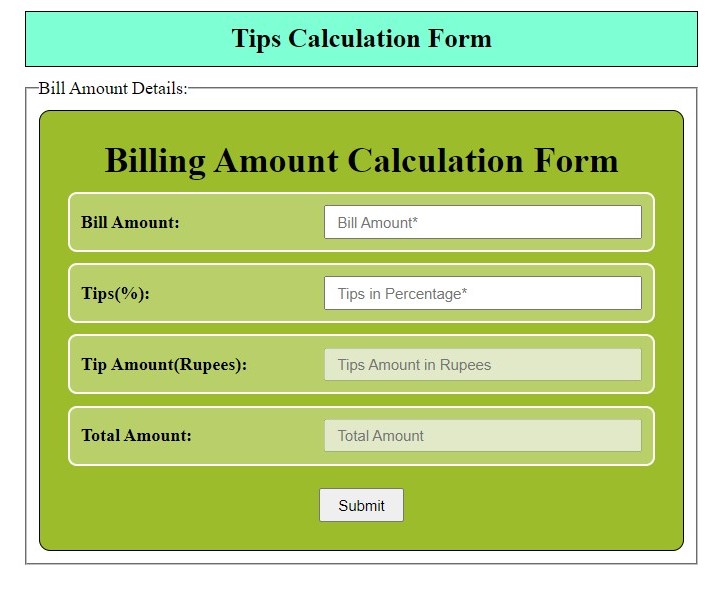 Tips Calculation Form
Bill Amount Details:
Billing Amount Calculation Form
Bill Amount: Bill Amount*
Tips(%): Tips in Percentage*
Tip Amount(Rupees): Tips Amount in Rupees
Total Amount: Total Amount
Submit